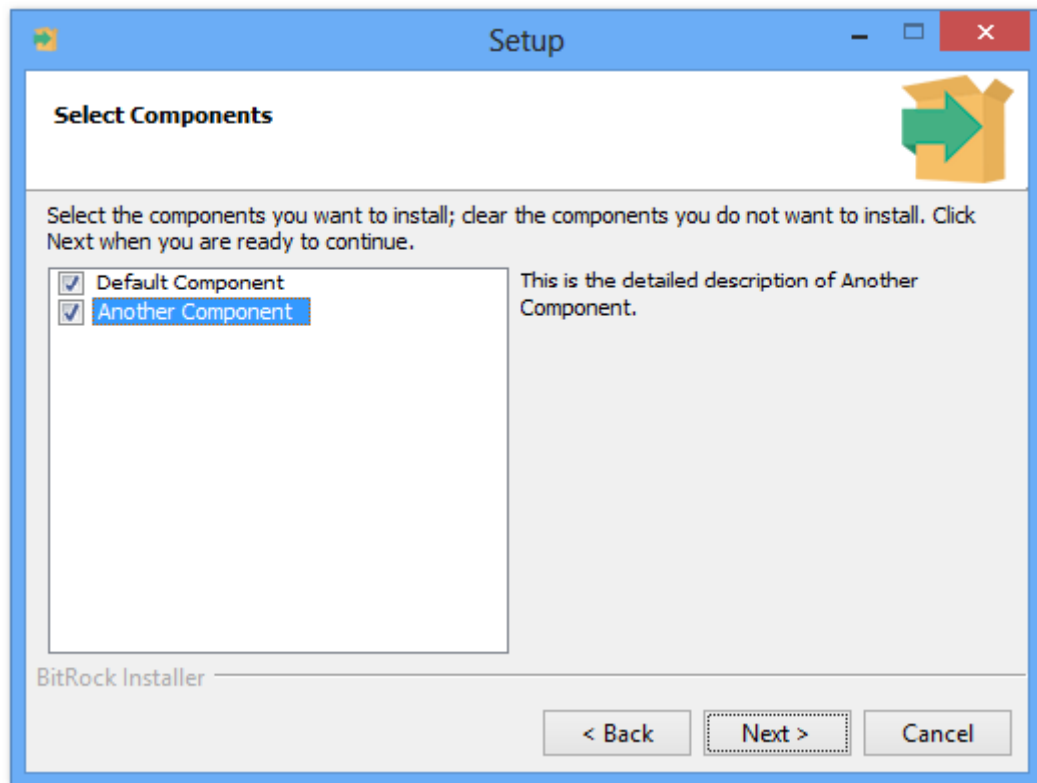 Setup
Select Components
Select the components you want to install; clear the components you do not want to install. Click
Next when you are ready to continue.
Default Component
Another Component
This is the detailed description of Another
Component.
BitRock Installer
< Back
Next >
Cancel